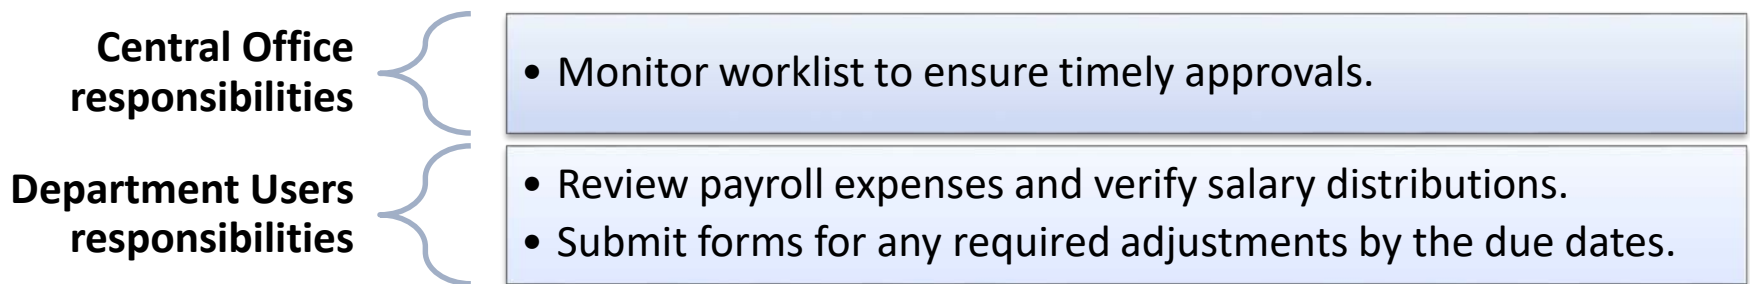 Central Office
responsibilities
• Monitor worklist to ensure timely approvals.
Department Users
responsibilities
• Review payroll expenses and verify salary distributions.
• Submit forms for any required adjustments by the due dates.